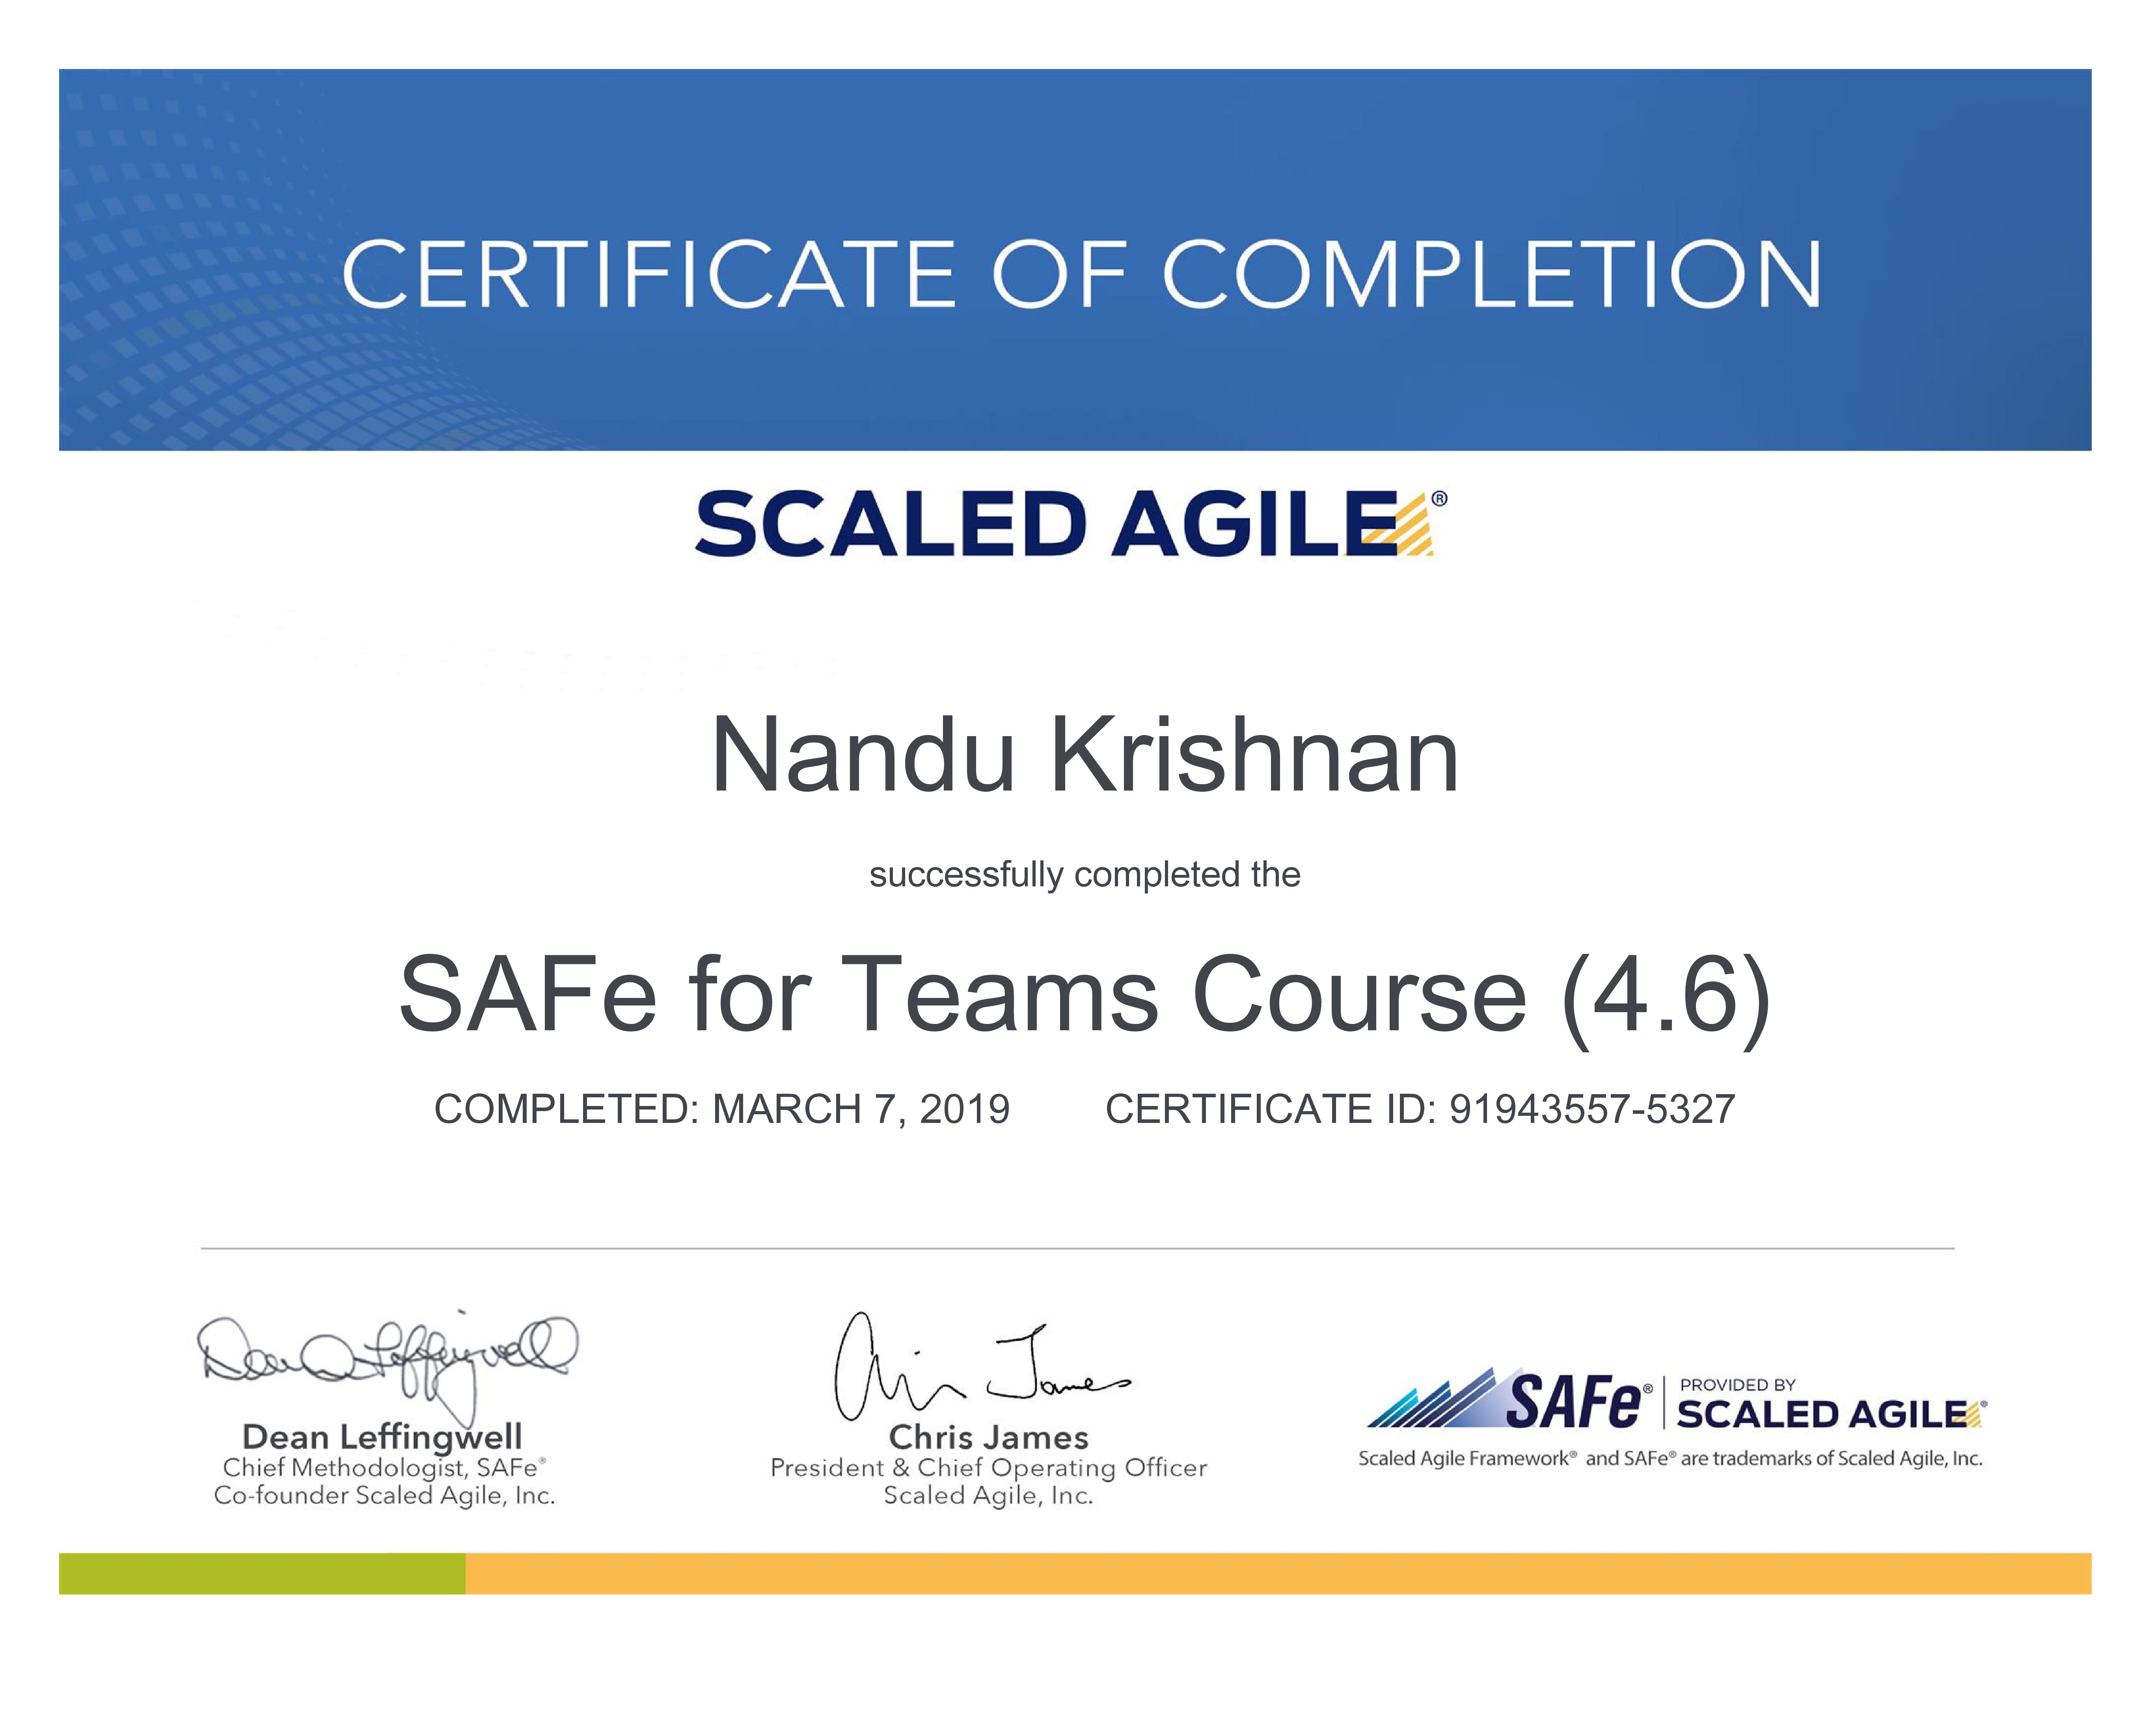 CERTIFICATE OF COMPLETION
SCALED AGILE®
Nandu Krishnan
successfully completed the
SAFe for Teams Course (4.6)
COMPLETED: MARCH 7, 2019 CERTIFICATE ID: 91943557-5327
Dean Leffingwell
Dean Leffingwell
Chief Methodologist, SAFe®
Co-founder Scaled Agile, Inc.
Chris James
Chris James
President & Chief Operating Officer
Scaled Agile, Inc.
SAFe®
PROVIDED BY
SCALED AGILE®
Scaled Agile Framework® and SAFe® are trademarks of Scaled Agile, Inc.